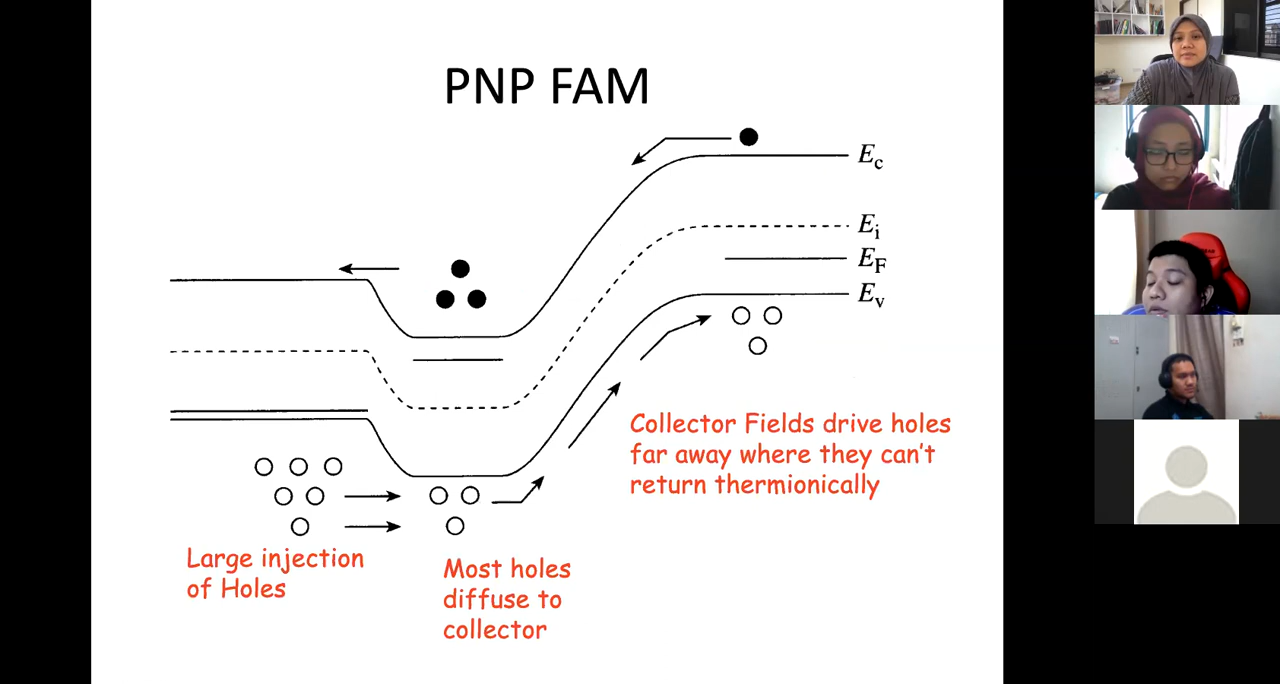 PNP FAM
Ec
Ei
EF
Ev
Collector Fields drive holes
far away where they can't
return thermionically
Large injection
of Holes
Most holes
diffuse to
collector